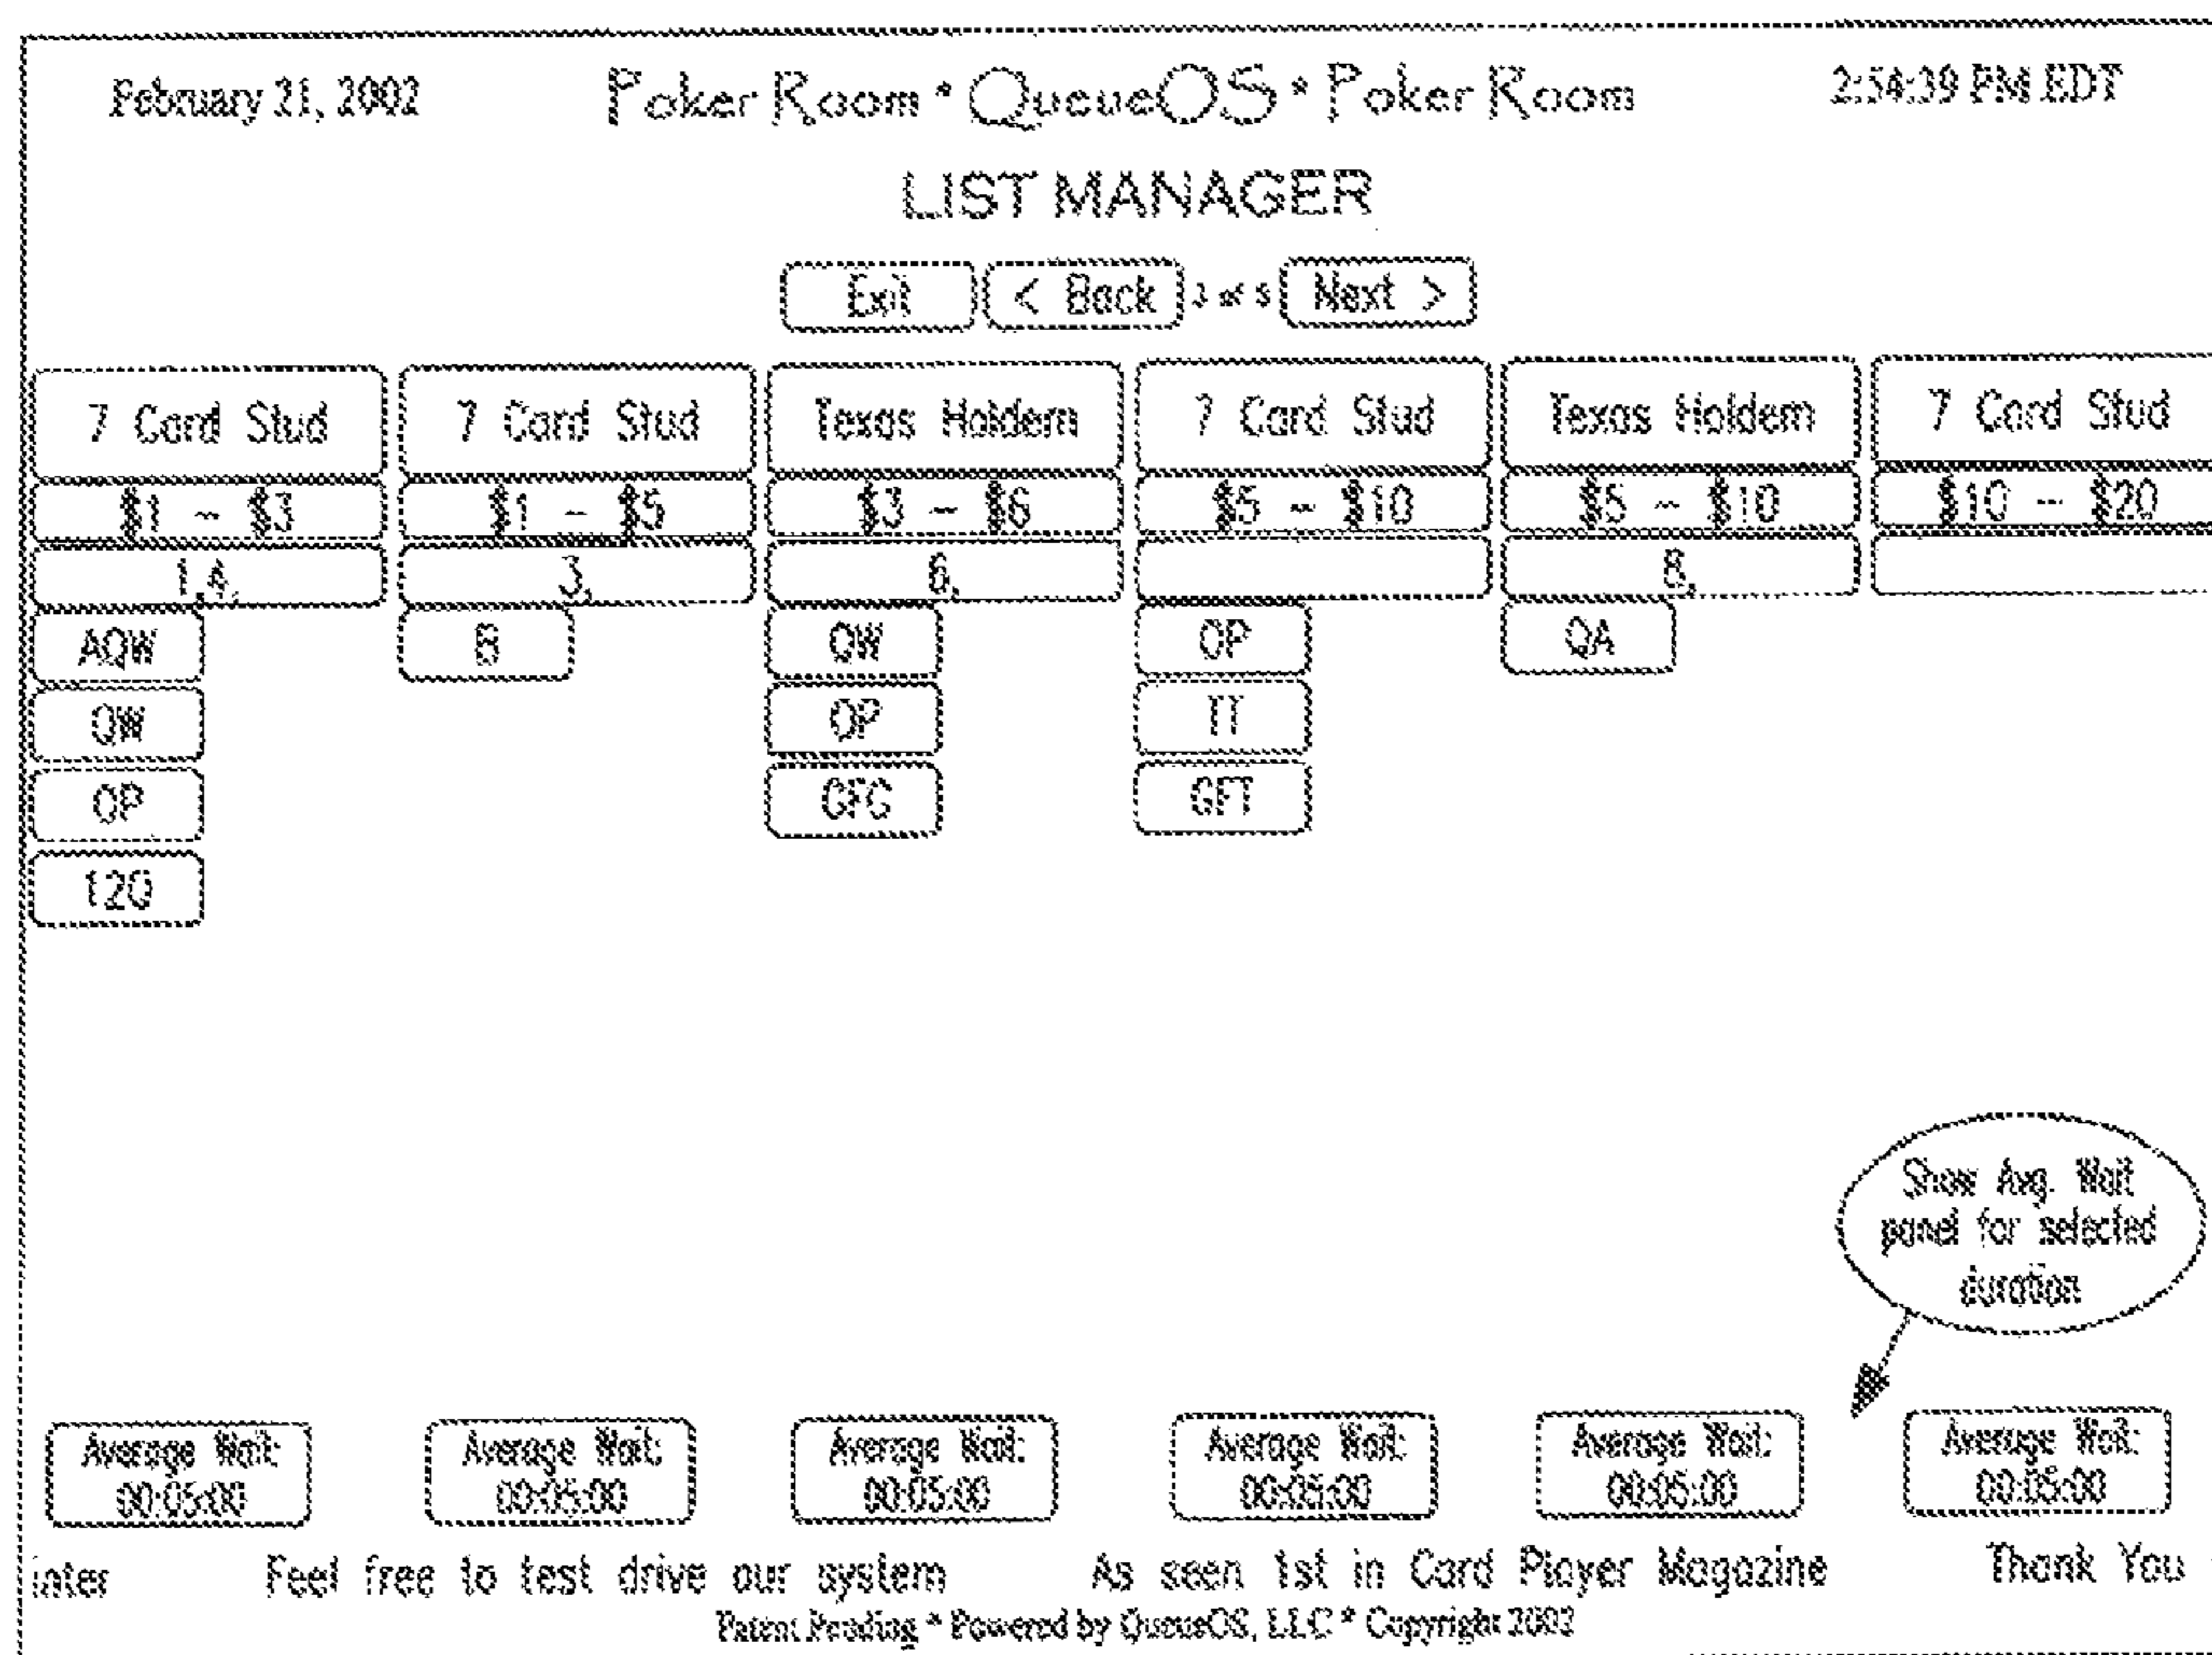 February 21, 2002 Poker Room * QueueOS * Poker Room 2:54:39 PM EDT
LIST MANAGER
Exit < Back 3 of 5 Next >
7 Card Stud 7 Card Stud Texas Holdem 7 Card Stud Texas Holdem 7 Card Stud
$1 - $3 $1 - $5 $3 - $6 $5 - $10 $5 - $10 $10 - $20
1,4, 3, 6, 8,
AQW B QW OP QA
QW OP TT
OP GFG GFT
12Q
Show Avg. Wait
panel for selected
duration
Average Wait: Average Wait: Average Wait: Average Wait: Average Wait: Average Wait:
00:05:00 00:05:00 00:05:00 00:05:00 00:05:00 00:05:00
inter Feel free to test drive our system As seen 1st in Card Player Magazine Thank You
Patent Pending * Powered by QueueOS, LLC * Copyright 2002